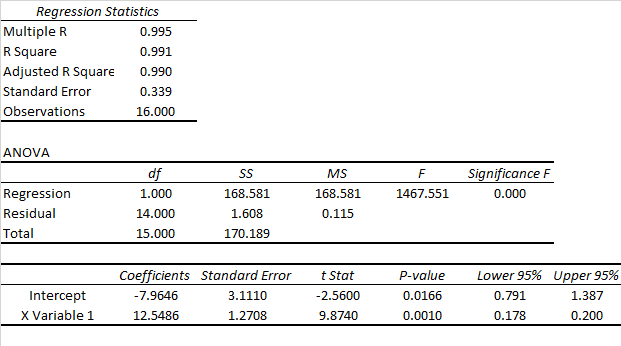 Regression Statistics
Multiple R 0.995
R Square 0.991
Adjusted R Square 0.990
Standard Error 0.339
Observations 16.000
ANOVA
df SS MS F Significance F
Regression 1.000 168.581 168.581 1467.551 0.000
Residual 14.000 1.608 0.115
Total 15.000 170.189
Coefficients Standard Error t Stat P-value Lower 95% Upper 95%
Intercept -7.9646 3.1110 -2.5600 0.0166 0.791 1.387
X Variable 1 12.5486 1.2708 9.8740 0.0010 0.178 0.200